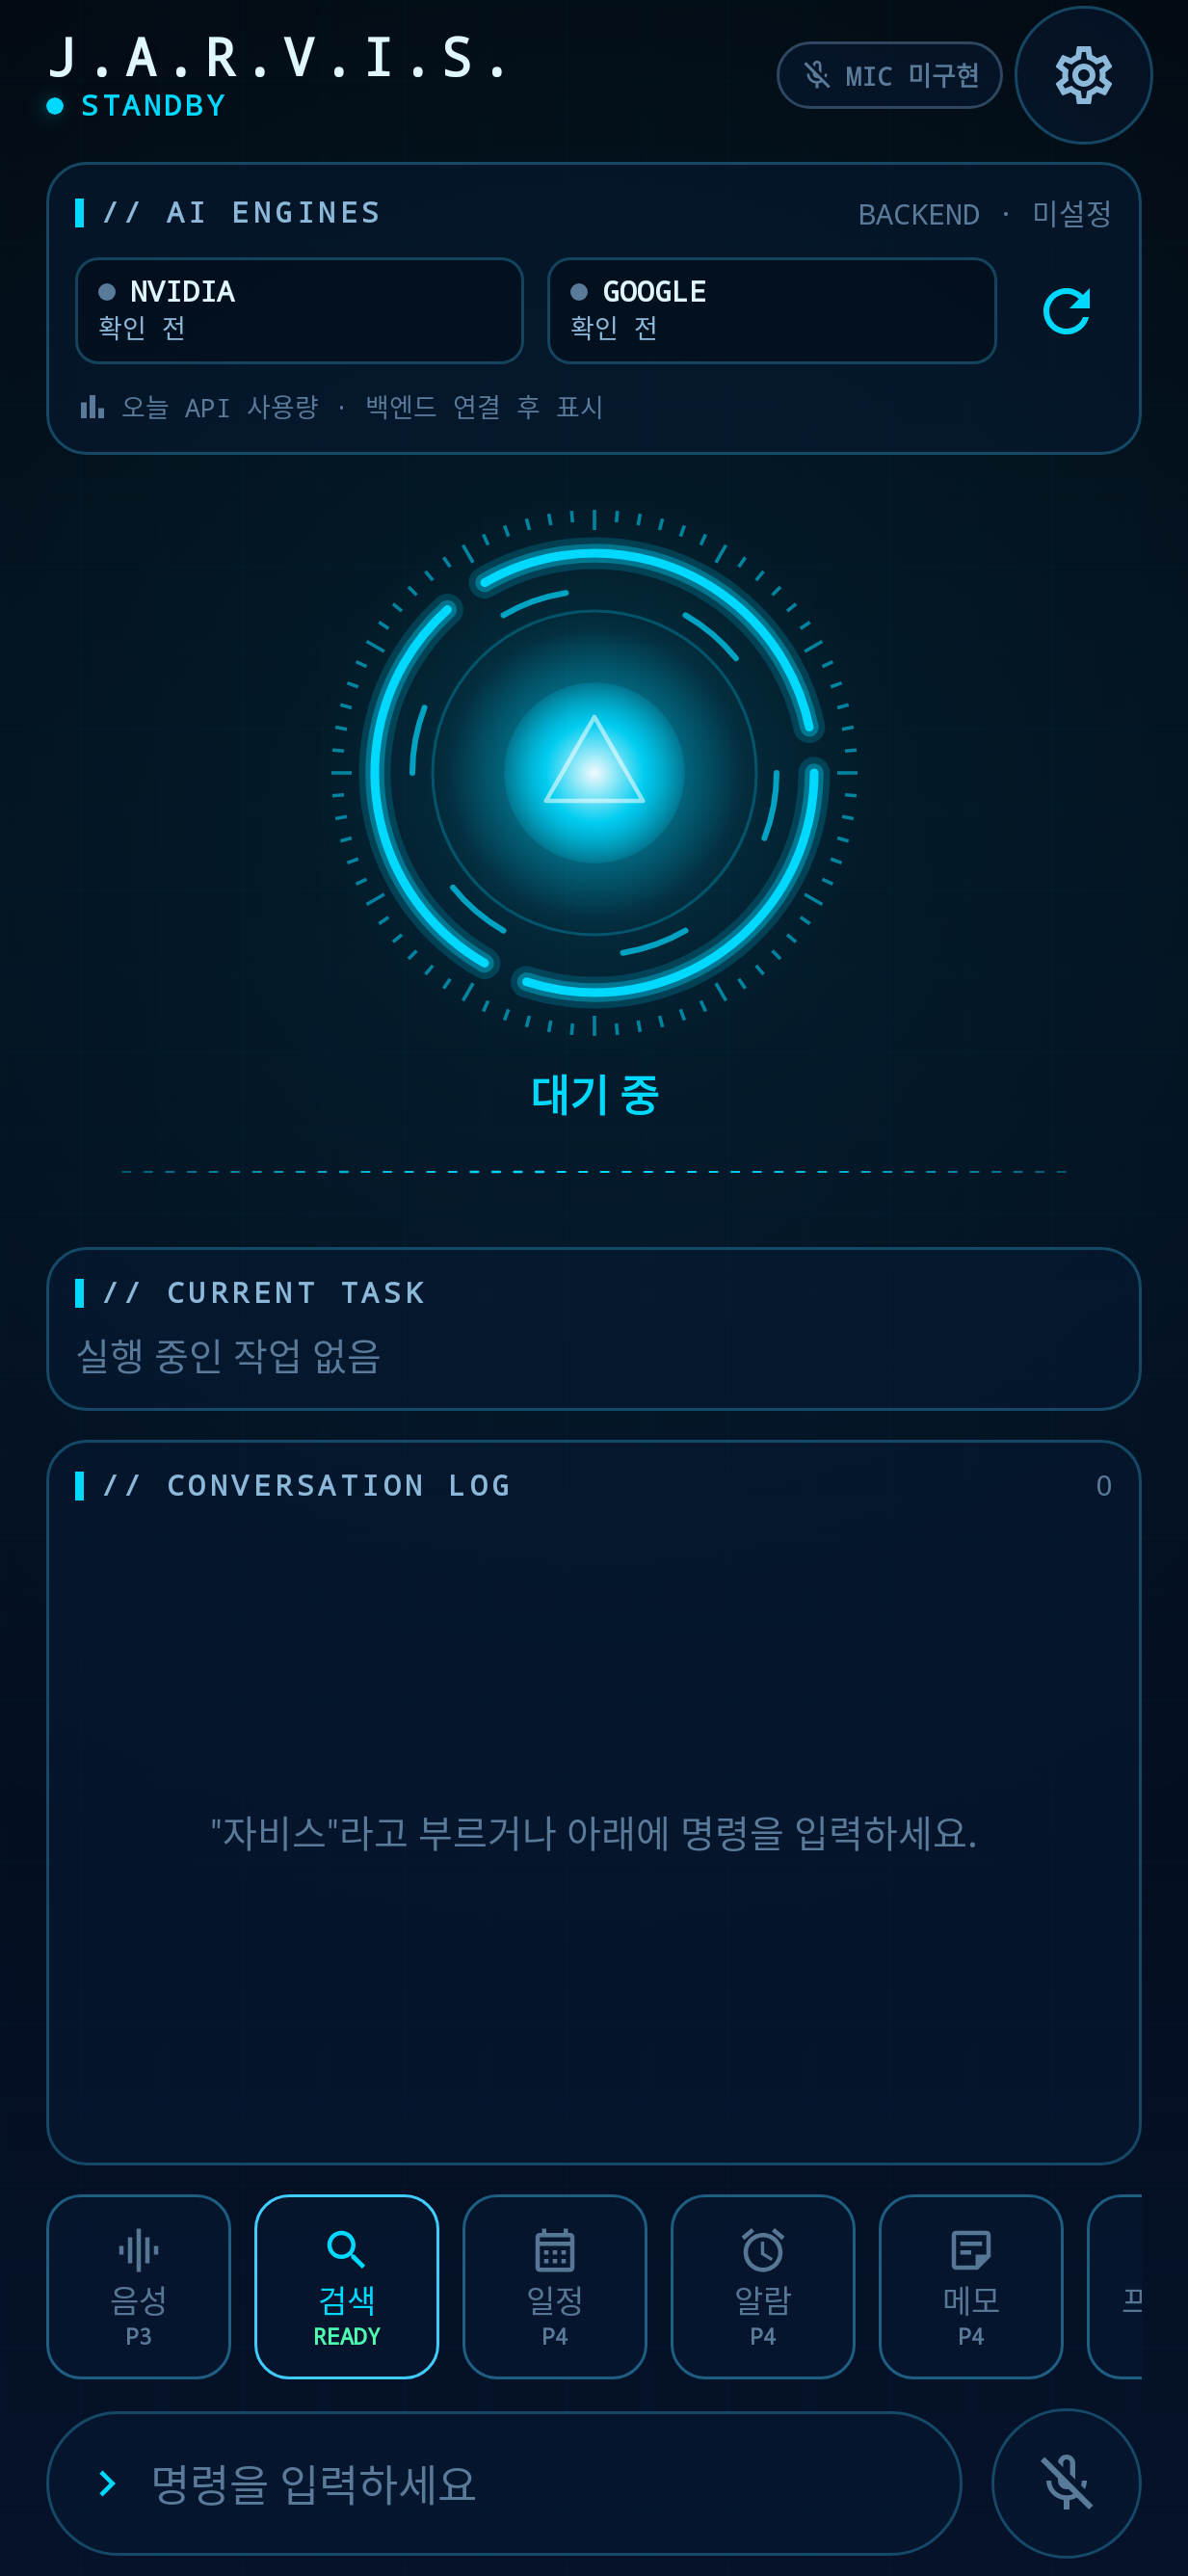 J.A.R.V.I.S.
STANDBY
MIC 미구현
// AI ENGINES
BACKEND · 미설정
NVIDIA
확인 전
GOOGLE
확인 전
오늘 API 사용량 · 백엔드 연결 후 표시
대기 중
// CURRENT TASK
실행 중인 작업 없음
// CONVERSATION LOG
0
"자비스"라고 부르거나 아래에 명령을 입력하세요.
음성
P3
검색
READY
일정
P4
알람
P4
메모
P4
명령을 입력하세요